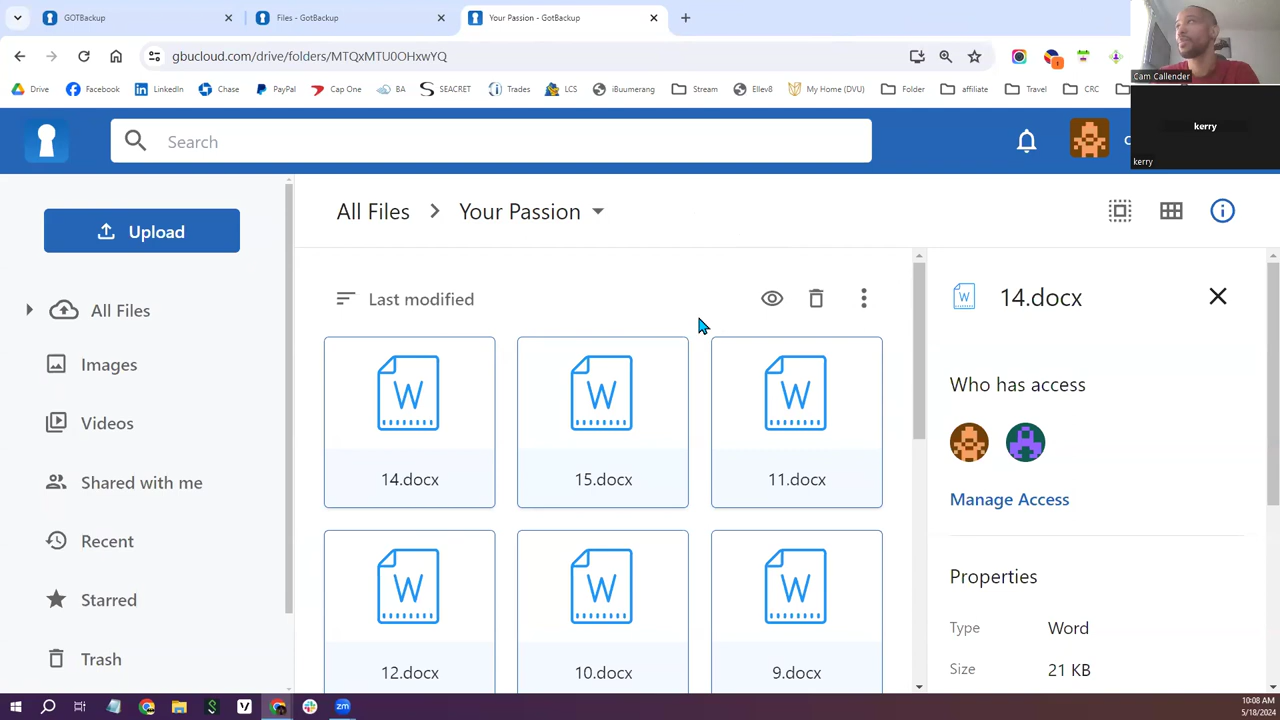 GOTBackup
Files - GotBackup
Your Passion - GotBackup
gbucloud.com/drive/folders/MTQxMTU0OHxwYQ
Drive
Facebook
LinkedIn
Chase
PayPal
Cap One
SEACRET
Trades
LCS
BA
iBuumerang
Stream
Ellev8
My Home (DVU)
Folder
affiliate
Travel
CRC
Cam Callender
kerry
kerry
Search
Upload
All Files
Your Passion
All Files
Images
Videos
Shared with me
Recent
Starred
Trash
Last modified
W
14.docx
W
15.docx
W
11.docx
W
12.docx
W
10.docx
W
9.docx
W
14.docx
Who has access
Manage Access
Properties
Type
Word
Size
21 KB
10:08 AM
5/18/2024